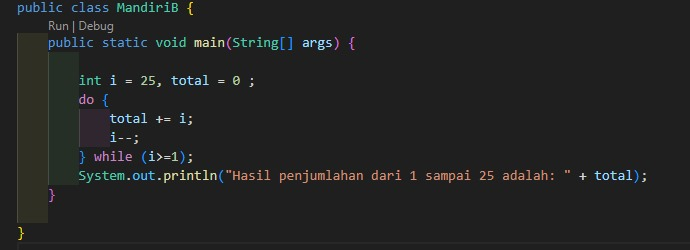 public class MandiriB {
Run | Debug
public static void main(String[] args) {
int i = 25, total = 0 ;
do {
total += i;
i--;
} while (i>=1);
System.out.println("Hasil penjumlahan dari 1 sampai 25 adalah: " + total);
}
}